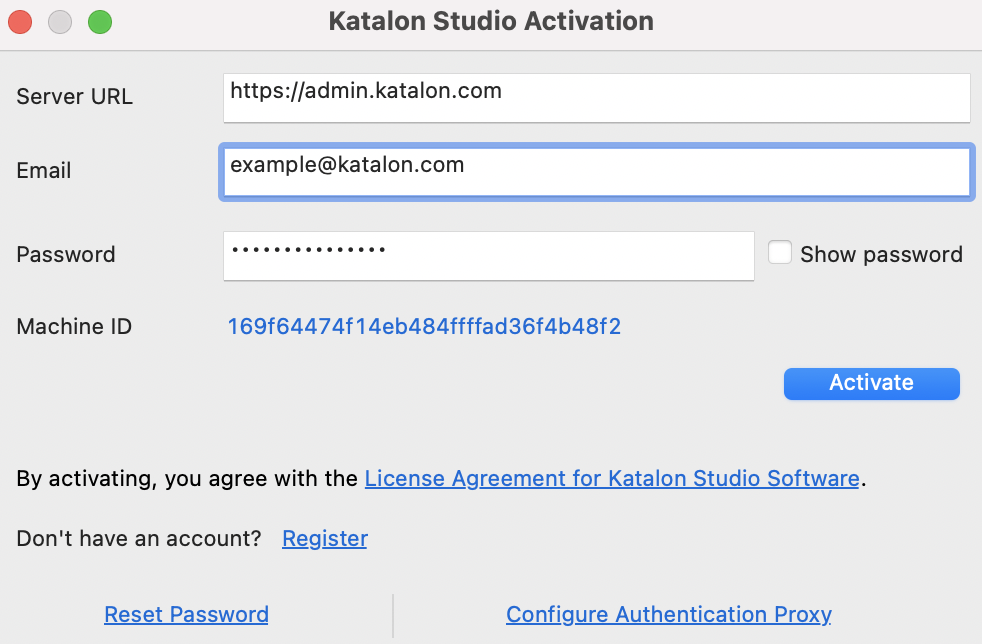 Katalon Studio Activation
Server URL https://admin.katalon.com
Email example@katalon.com
Password ••••••••••••••• Show password
Machine ID 169f64474f14eb484ffffad36f4b48f2
Activate
By activating, you agree with the License Agreement for Katalon Studio Software.
Don't have an account? Register
Reset Password Configure Authentication Proxy